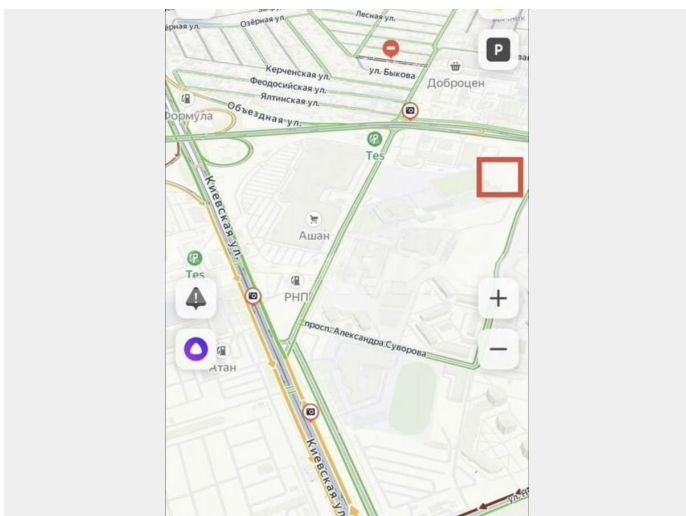 Лесная ул.
Озёрная ул.
ул. Быкова
Керченская ул.
Феодосийская ул.
Ялтинская ул.
Объездная ул.
Доброцен
P
Формула
Tes
Киевская ул.
Ашан
Tes
РНП
+
просп. Александра Суворова
−
Атан
Киевская ул.